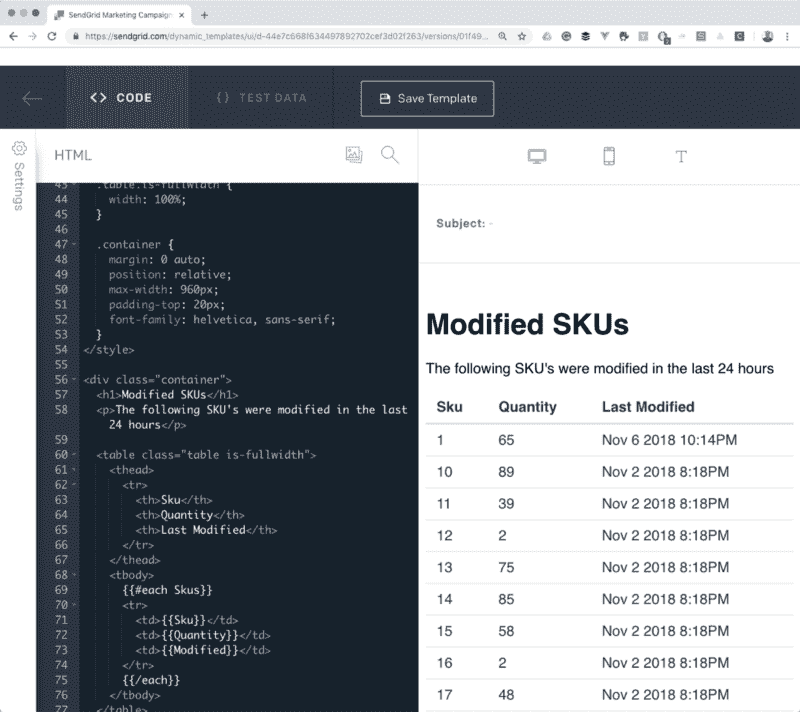 SendGrid Marketing Campaign
https://sendgrid.com/dynamic_templates/ui/d-44e7c668f634497892702cef3d02f263/versions/01f49...
<> CODE
{} TEST DATA
Save Template
Settings
HTML
43 .table.is-fullwidth {
44 width: 100%;
45 }
46
47 .container {
48 margin: 0 auto;
49 position: relative;
50 max-width: 960px;
51 padding-top: 20px;
52 font-family: helvetica, sans-serif;
53 }
54 </style>
55
56 <div class="container">
57 <h1>Modified SKUs</h1>
58 <p>The following SKU's were modified in the last
24 hours</p>
59
60 <table class="table is-fullwidth">
61 <thead>
62 <tr>
63 <th>Sku</th>
64 <th>Quantity</th>
65 <th>Last Modified</th>
66 </tr>
67 </thead>
68 <tbody>
69 {{#each Skus}}
70 <tr>
71 <td>{{Sku}}</td>
72 <td>{{Quantity}}</td>
73 <td>{{Modified}}</td>
74 </tr>
75 {{/each}}
76 </tbody>
77 </table>
T
Subject: -
Modified SKUs
The following SKU's were modified in the last 24 hours
Sku Quantity Last Modified
1 65 Nov 6 2018 10:14PM
10 89 Nov 2 2018 8:18PM
11 39 Nov 2 2018 8:18PM
12 2 Nov 2 2018 8:18PM
13 75 Nov 2 2018 8:18PM
14 85 Nov 2 2018 8:18PM
15 58 Nov 2 2018 8:18PM
16 2 Nov 2 2018 8:18PM
17 48 Nov 2 2018 8:18PM